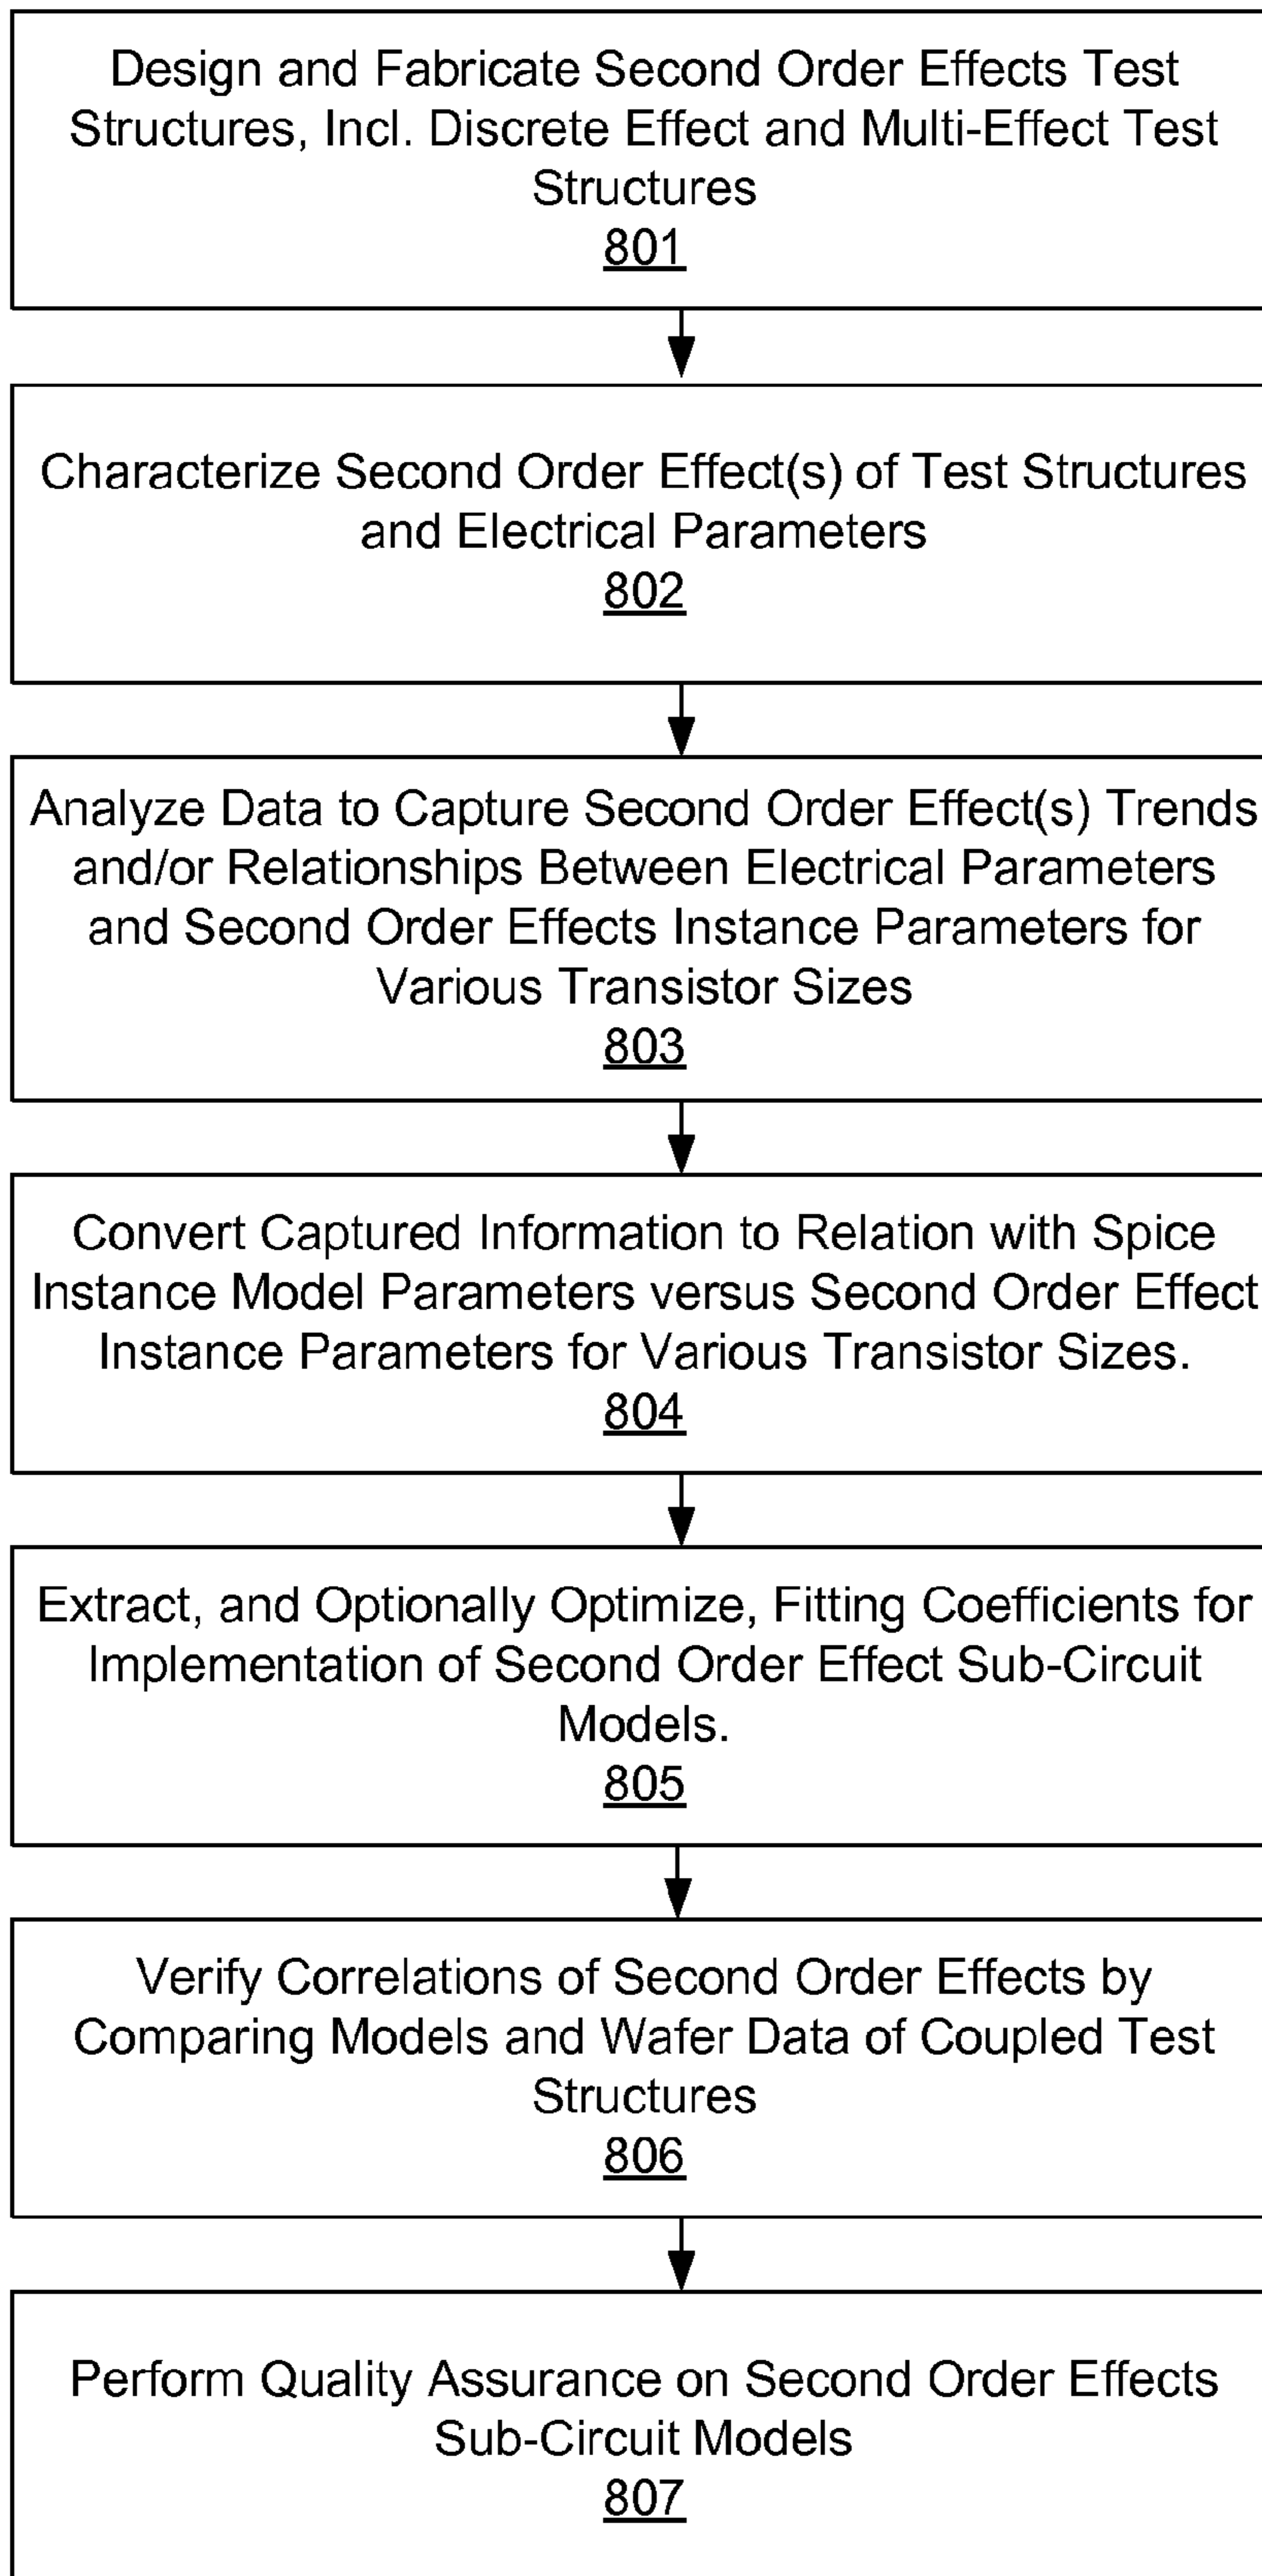 Design and Fabricate Second Order Effects Test
Structures, Incl. Discrete Effect and Multi-Effect Test
Structures
801
Characterize Second Order Effect(s) of Test Structures
and Electrical Parameters
802
Analyze Data to Capture Second Order Effect(s) Trends
and/or Relationships Between Electrical Parameters
and Second Order Effects Instance Parameters for
Various Transistor Sizes
803
Convert Captured Information to Relation with Spice
Instance Model Parameters versus Second Order Effect
Instance Parameters for Various Transistor Sizes.
804
Extract, and Optionally Optimize, Fitting Coefficients for
Implementation of Second Order Effect Sub-Circuit
Models.
805
Verify Correlations of Second Order Effects by
Comparing Models and Wafer Data of Coupled Test
Structures
806
Perform Quality Assurance on Second Order Effects
Sub-Circuit Models
807